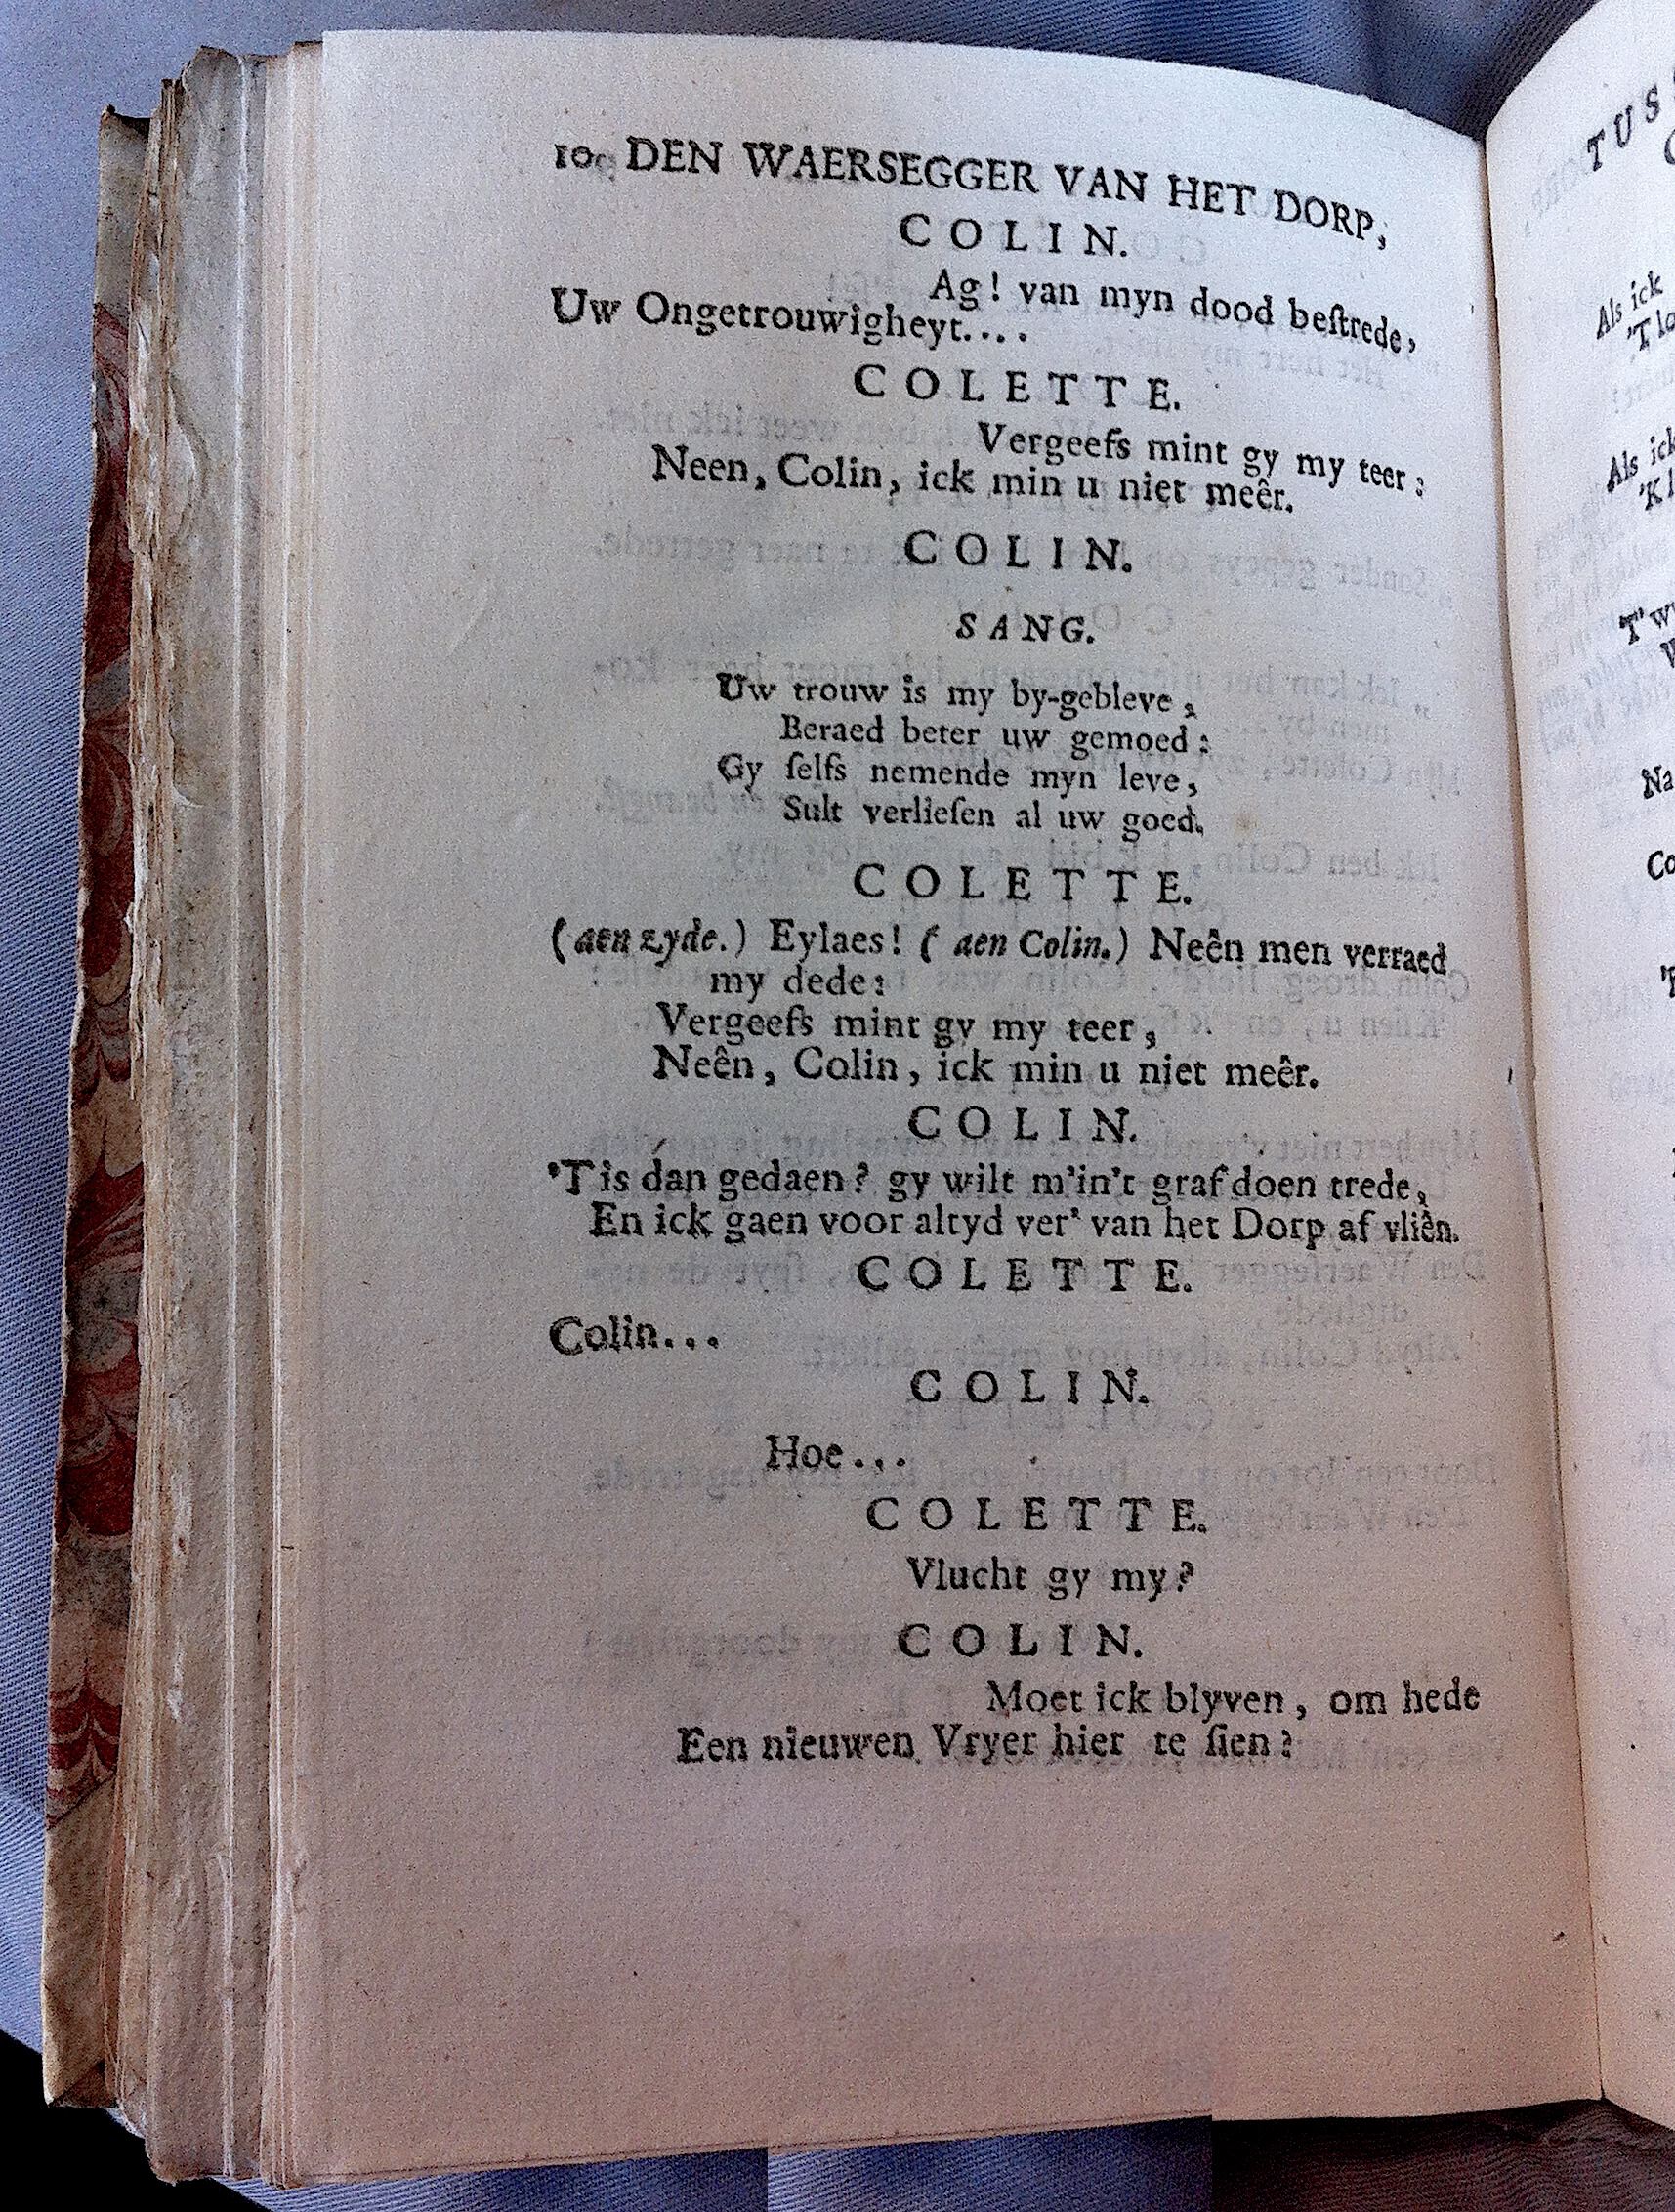 10 DEN WAERSEGGER VAN HET DORP,
COLIN.
Ag! van myn dood beſtrede,
Uw Ongetrouwigheyt....
COLETTE.
Vergeefs mint gy my teer:
Neen, Colin, ick min u niet meêr.
COLIN.
SANG.
Uw trouw is my by-gebleve,
Beraed beter uw gemoed:
Gy ſelfs nemende myn leve,
Sult verlieſen al uw goed.
COLETTE.
(aen zyde.) Eylaes! (aen Colin.) Neên men verraed
my dede:
Vergeefs mint gy my teer,
Neên, Colin, ick min u niet meêr.
COLIN.
'T is dan gedaen? gy wilt m'in't graf doen trede,
En ick gaen voor altyd ver' van het Dorp af vliên.
COLETTE.
Colin...
COLIN.
Hoe...
COLETTE.
Vlucht gy my?
COLIN.
Moet ick blyven, om hede
Een nieuwen Vryer hier te ſien?
TUS
Als ick
'T
Als ick